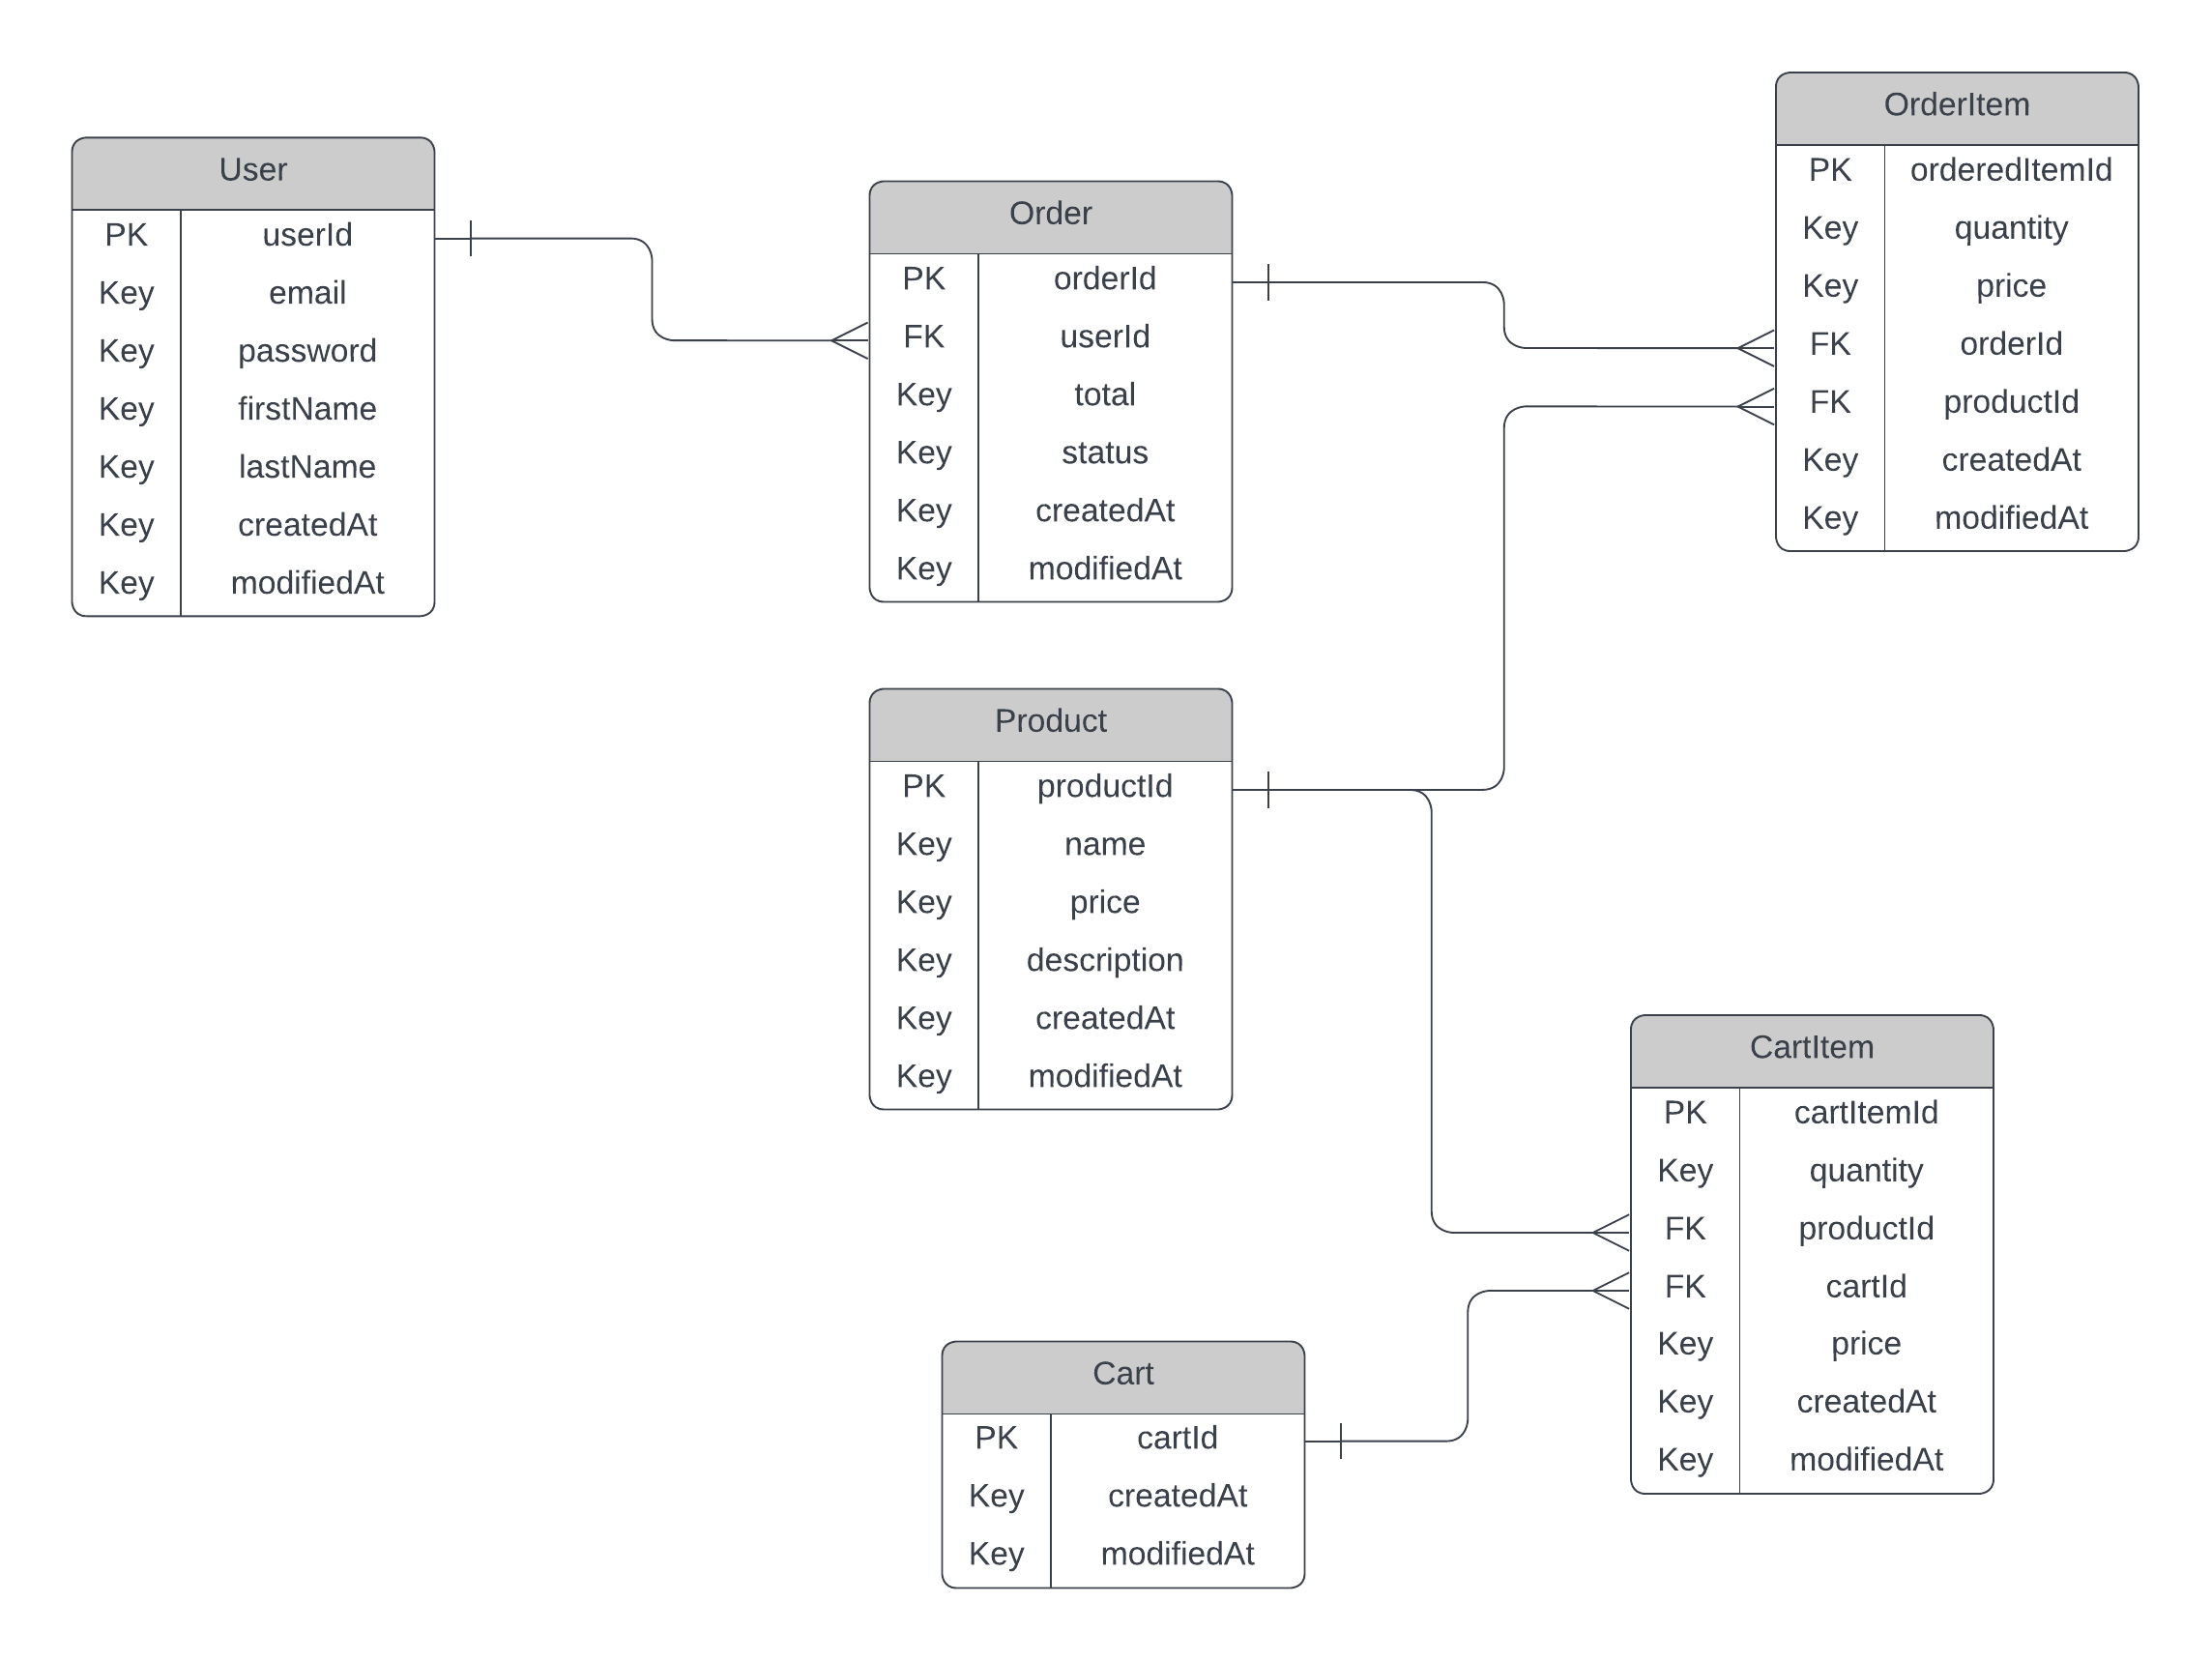 User
PK userId
Key email
Key password
Key firstName
Key lastName
Key createdAt
Key modifiedAt
Order
PK orderId
FK userId
Key total
Key status
Key createdAt
Key modifiedAt
OrderItem
PK orderedItemId
Key quantity
Key price
FK orderId
FK productId
Key createdAt
Key modifiedAt
Product
PK productId
Key name
Key price
Key description
Key createdAt
Key modifiedAt
CartItem
PK cartItemId
Key quantity
FK productId
FK cartId
Key price
Key createdAt
Key modifiedAt
Cart
PK cartId
Key createdAt
Key modifiedAt